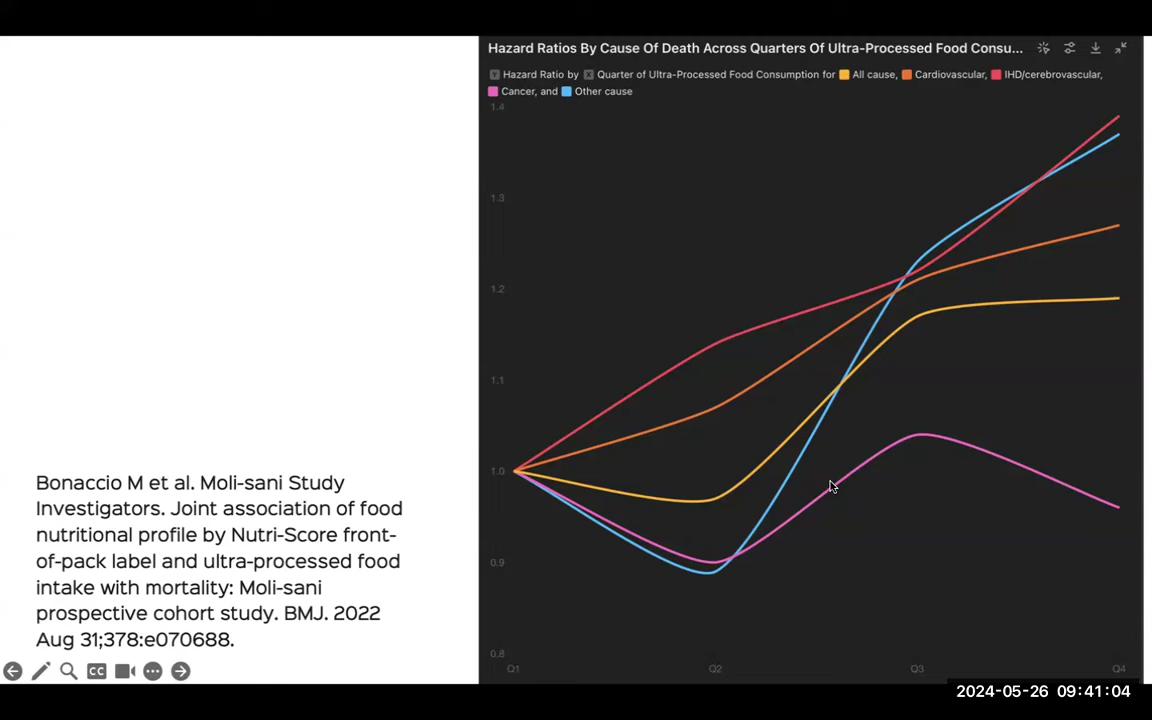 Hazard Ratios By Cause Of Death Across Quarters Of Ultra-Processed Food Consu...
Y Hazard Ratio by X Quarter of Ultra-Processed Food Consumption for All cause, Cardiovascular, IHD/cerebrovascular,
Cancer, and Other cause
1.4
1.3
1.2
1.1
1.0
0.9
0.8
Q1 Q2 Q3 Q4
Bonaccio M et al. Moli-sani Study
Investigators. Joint association of food
nutritional profile by Nutri-Score front-
of-pack label and ultra-processed food
intake with mortality: Moli-sani
prospective cohort study. BMJ. 2022
Aug 31;378:e070688.
CC
2024-05-26 09:41:04